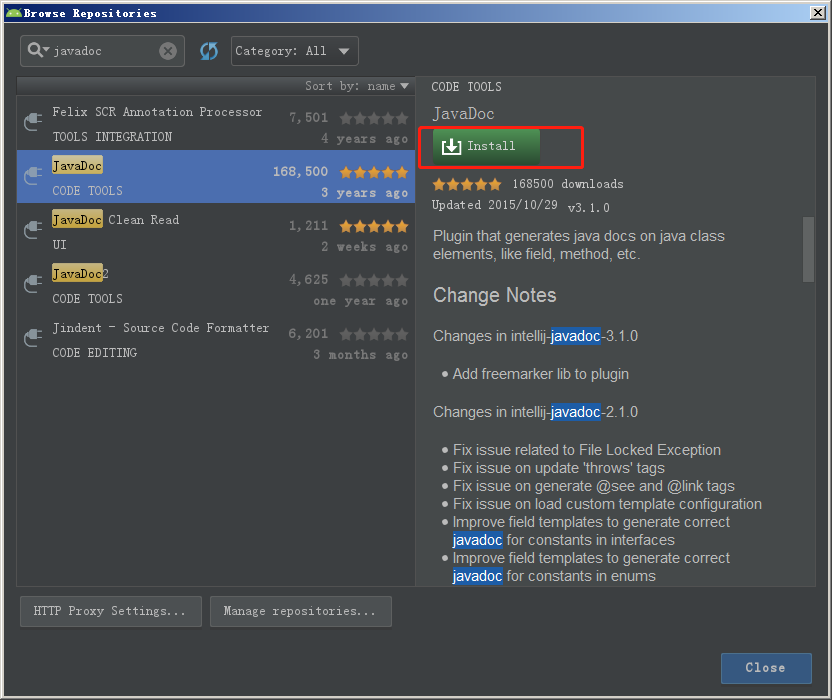 Browse Repositories
javadoc
Category: All
Sort by: name
Felix SCR Annotation Processor
7,501
TOOLS INTEGRATION
4 years ago
JavaDoc
168,500
CODE TOOLS
3 years ago
JavaDoc Clean Read
1,211
UI
2 weeks ago
JavaDoc2
4,625
CODE TOOLS
one year ago
Jindent - Source Code Formatter
6,201
CODE EDITING
3 months ago
CODE TOOLS
JavaDoc
Install
168500 downloads
Updated 2015/10/29 v3.1.0
Plugin that generates java docs on java class
elements, like field, method, etc.
Change Notes
Changes in intellij-javadoc-3.1.0
• Add freemarker lib to plugin
Changes in intellij-javadoc-2.1.0
• Fix issue related to File Locked Exception
• Fix issue on update 'throws' tags
• Fix issue on generate @see and @link tags
• Fix issue on load custom template configuration
• Improve field templates to generate correct
javadoc for constants in interfaces
• Improve field templates to generate correct
javadoc for constants in enums
HTTP Proxy Settings...
Manage repositories...
Close